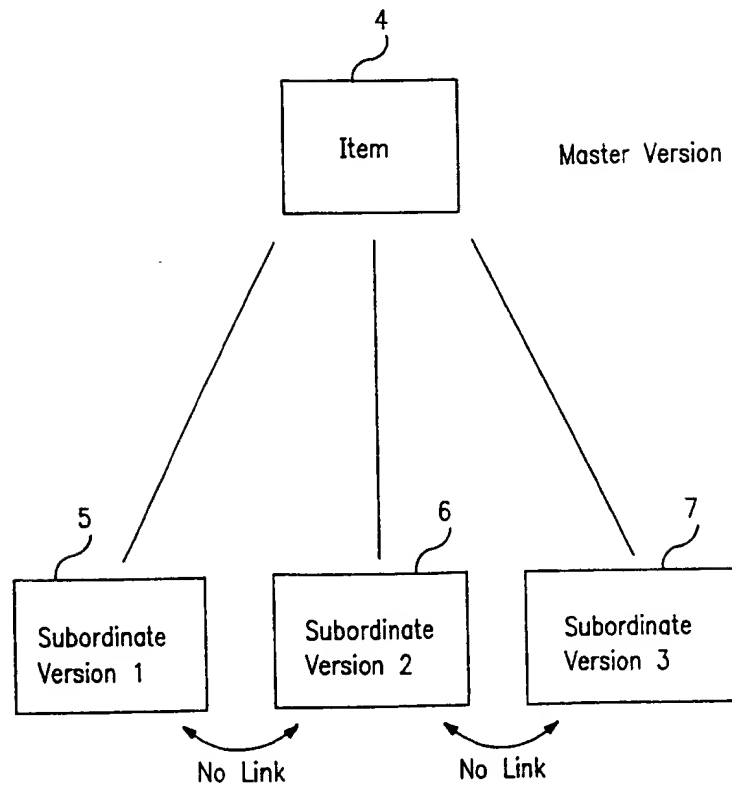 4
Item
Master Version
5
6
7
Subordinate
Version 1
Subordinate
Version 2
Subordinate
Version 3
No Link
No Link